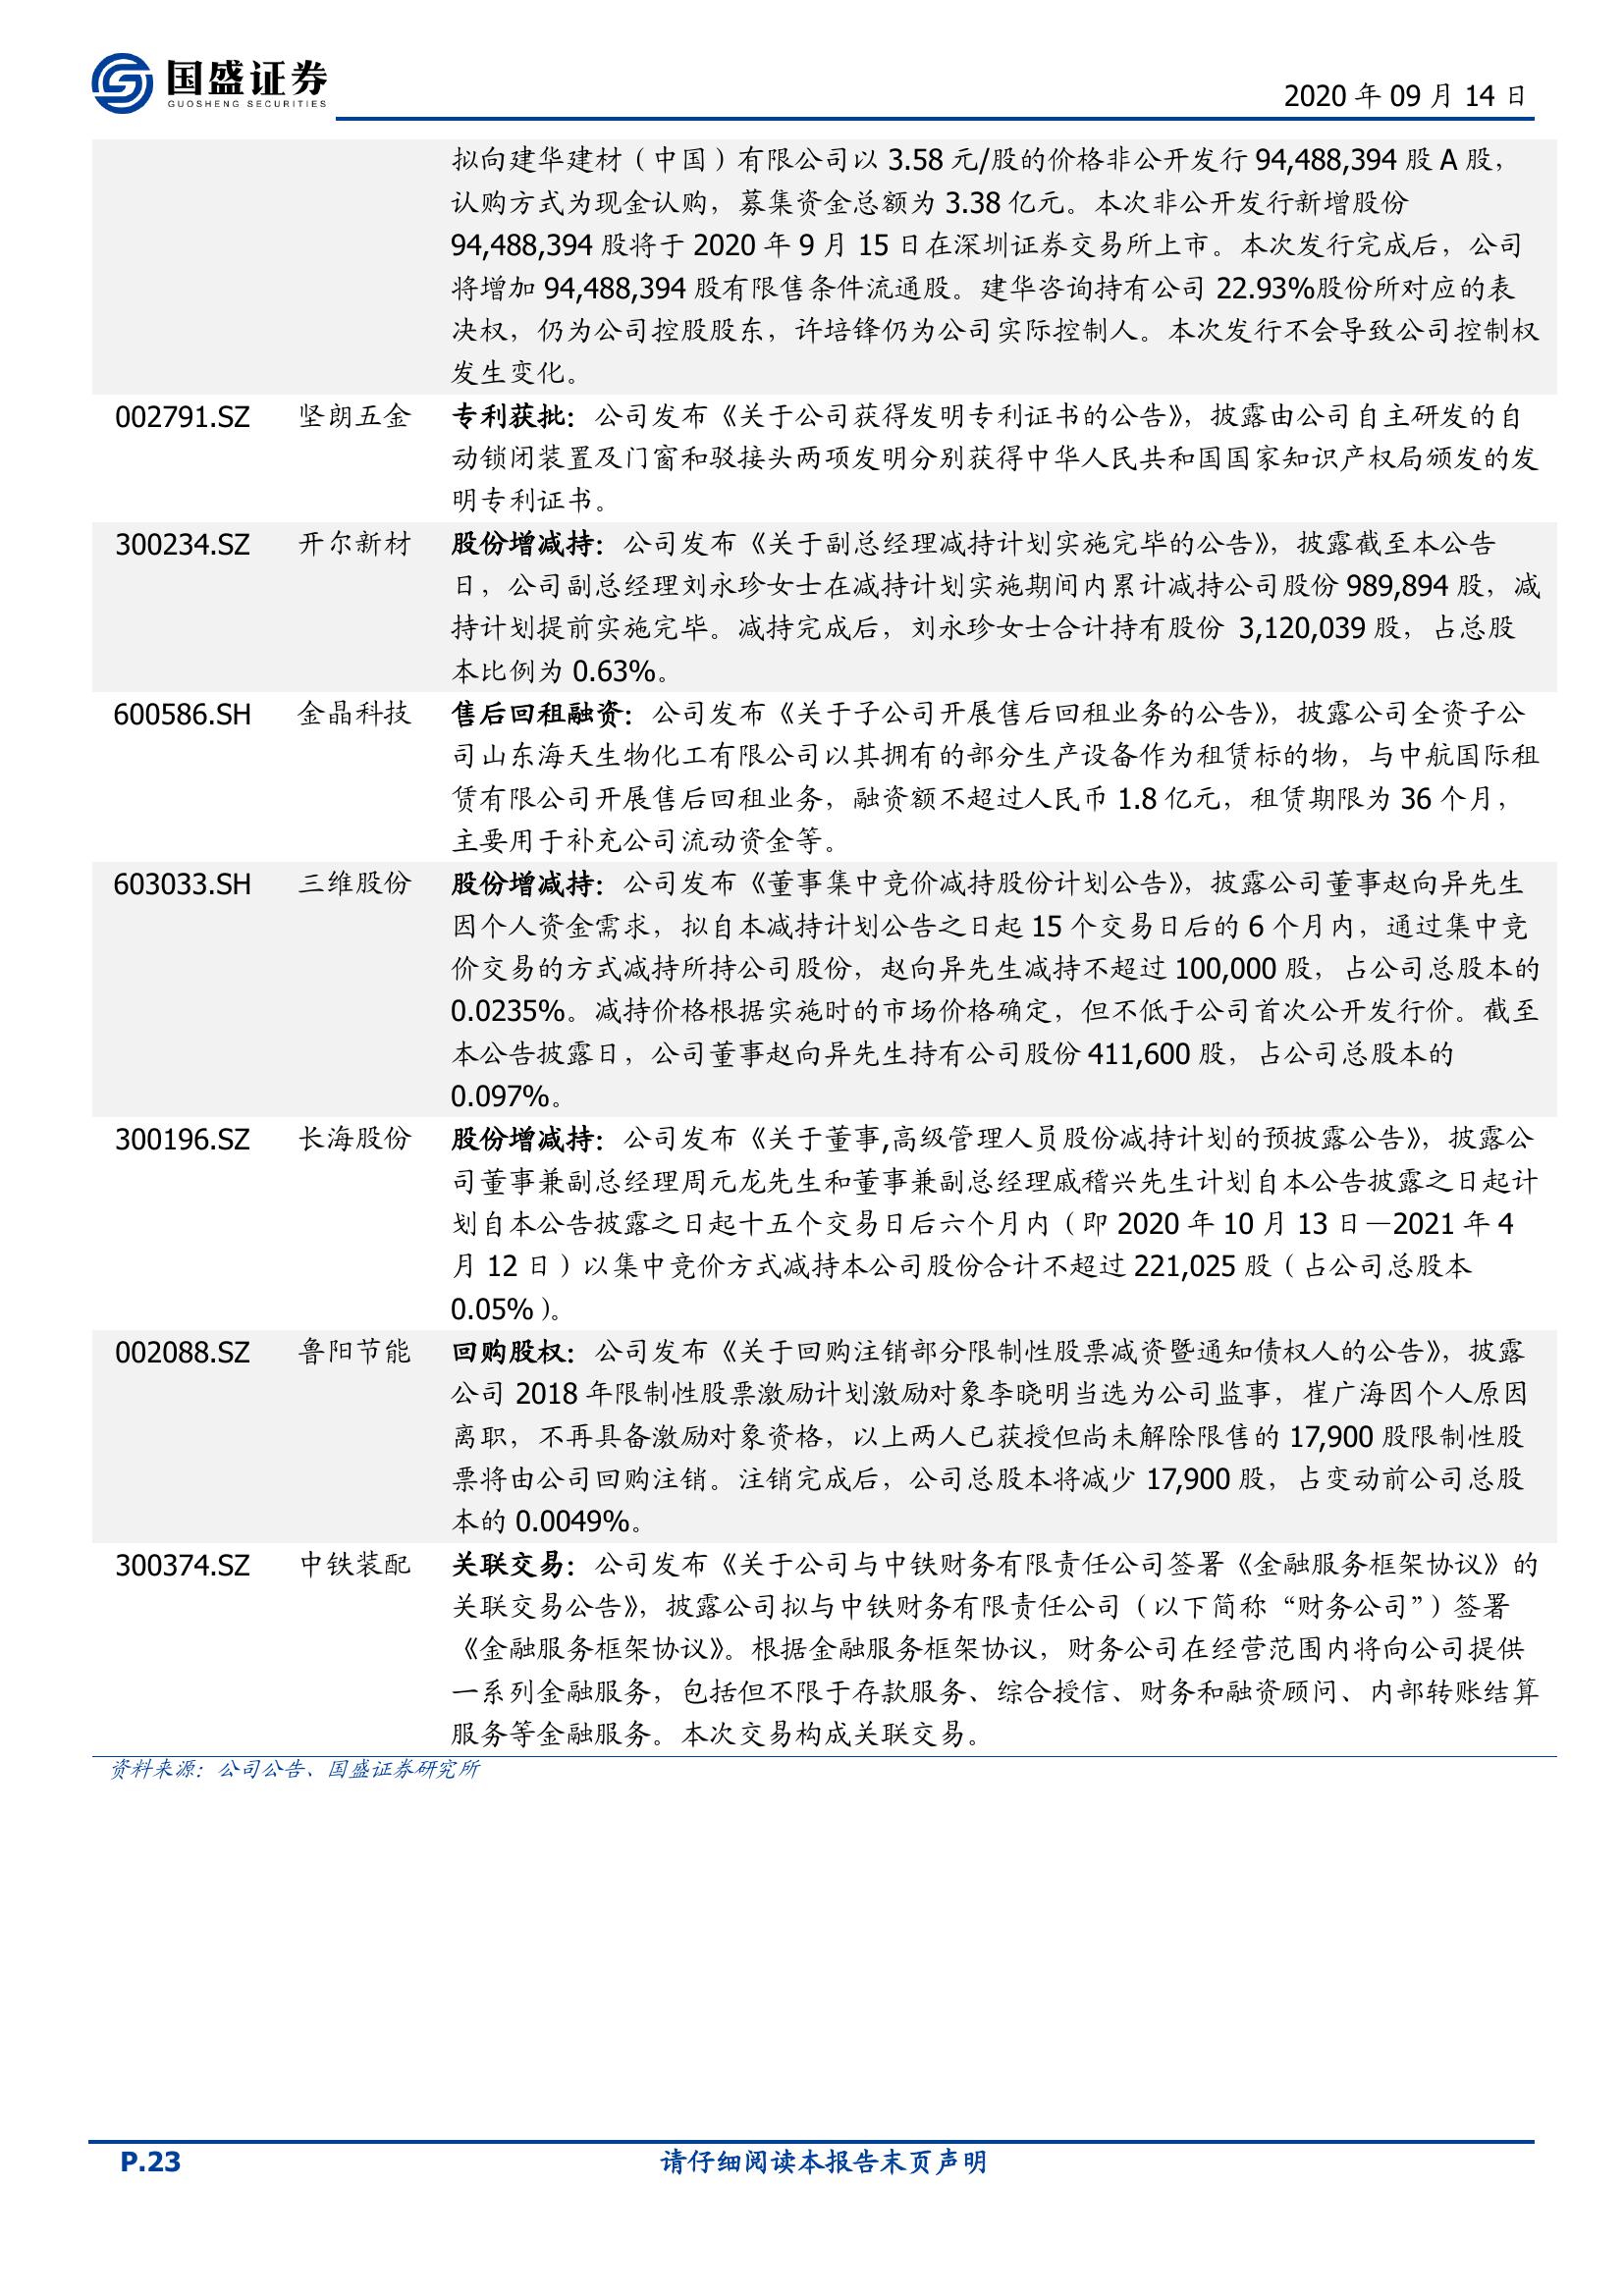 国盛证券
GUOSHENG SECURITIES
2020 年 09 月 14 日
拟向建华建材（中国）有限公司以 3.58 元/股的价格非公开发行 94,488,394 股 A 股，
认购方式为现金认购，募集资金总额为 3.38 亿元。本次非公开发行新增股份
94,488,394 股将于 2020 年 9 月 15 日在深圳证券交易所上市。本次发行完成后，公司
将增加 94,488,394 股有限售条件流通股。建华咨询持有公司 22.93%股份所对应的表
决权，仍为公司控股股东，许培锋仍为公司实际控制人。本次发行不会导致公司控制权
发生变化。
002791.SZ 坚朗五金 专利获批：公司发布《关于公司获得发明专利证书的公告》，披露由公司自主研发的自
动锁闭装置及门窗和驳接头两项发明分别获得中华人民共和国国家知识产权局颁发的发
明专利证书。
300234.SZ 开尔新材 股份增减持：公司发布《关于副总经理减持计划实施完毕的公告》，披露截至本公告
日，公司副总经理刘永珍女士在减持计划实施期间内累计减持公司股份 989,894 股，减
持计划提前实施完毕。减持完成后，刘永珍女士合计持有股份 3,120,039 股，占总股
本比例为 0.63%。
600586.SH 金晶科技 售后回租融资：公司发布《关于子公司开展售后回租业务的公告》，披露公司全资子公
司山东海天生物化工有限公司以其拥有的部分生产设备作为租赁标的物，与中航国际租
赁有限公司开展售后回租业务，融资额不超过人民币 1.8 亿元，租赁期限为 36 个月，
主要用于补充公司流动资金等。
603033.SH 三维股份 股份增减持：公司发布《董事集中竞价减持股份计划公告》，披露公司董事赵向异先生
因个人资金需求，拟自本减持计划公告之日起 15 个交易日后的 6 个月内，通过集中竞
价交易的方式减持所持公司股份，赵向异先生减持不超过 100,000 股，占公司总股本的
0.0235%。减持价格根据实施时的市场价格确定，但不低于公司首次公开发行价。截至
本公告披露日，公司董事赵向异先生持有公司股份 411,600 股，占公司总股本的
0.097%。
300196.SZ 长海股份 股份增减持：公司发布《关于董事,高级管理人员股份减持计划的预披露公告》，披露公
司董事兼副总经理周元龙先生和董事兼副总经理戚稽兴先生计划自本公告披露之日起计
划自本公告披露之日起十五个交易日后六个月内（即 2020 年 10 月 13 日—2021 年 4
月 12 日）以集中竞价方式减持本公司股份合计不超过 221,025 股（占公司总股本
0.05%）。
002088.SZ 鲁阳节能 回购股权：公司发布《关于回购注销部分限制性股票减资暨通知债权人的公告》，披露
公司 2018 年限制性股票激励计划激励对象李晓明当选为公司监事，崔广海因个人原因
离职，不再具备激励对象资格，以上两人已获授但尚未解除限售的 17,900 股限制性股
票将由公司回购注销。注销完成后，公司总股本将减少 17,900 股，占变动前公司总股
本的 0.0049%。
300374.SZ 中铁装配 关联交易：公司发布《关于公司与中铁财务有限责任公司签署《金融服务框架协议》的
关联交易公告》，披露公司拟与中铁财务有限责任公司（以下简称“财务公司”）签署
《金融服务框架协议》。根据金融服务框架协议，财务公司在经营范围内将向公司提供
一系列金融服务，包括但不限于存款服务、综合授信、财务和融资顾问、内部转账结算
服务等金融服务。本次交易构成关联交易。
资料来源：公司公告、国盛证券研究所
P.23 请仔细阅读本报告末页声明